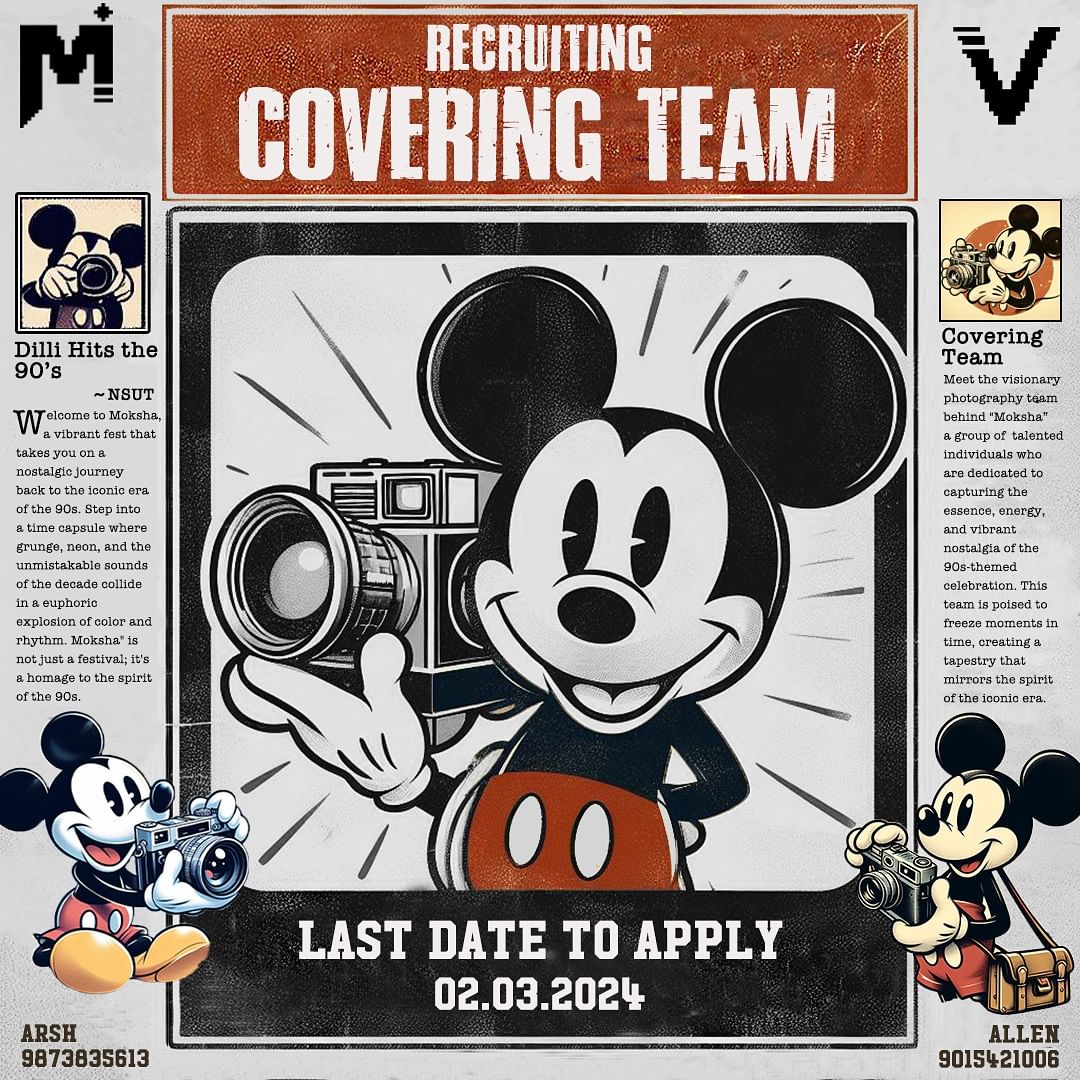 Mi
V
RECRUITING
COVERING TEAM
Dilli Hits the
90's
~NSUT
Welcome to Moksha,
a vibrant fest that
takes you on a
nostalgic journey
back to the iconic era
of the 90s. Step into
a time capsule where
grunge, neon, and the
unmistakable sounds
of the decade collide
in a euphoric
explosion of color and
rhythm. Moksha" is
not just a festival; it's
a homage to the spirit
of the 90s.
Covering
Team
Meet the visionary
photography team
behind "Moksha"
a group of talented
individuals who
are dedicated to
capturing the
essence, energy,
and vibrant
nostalgia of the
90s-themed
celebration. This
team is poised to
freeze moments in
time, creating a
tapestry that
mirrors the spirit
of the iconic era.
LAST DATE TO APPLY
02.03.2024
ARSH
9873835613
ALLEN
9015421006